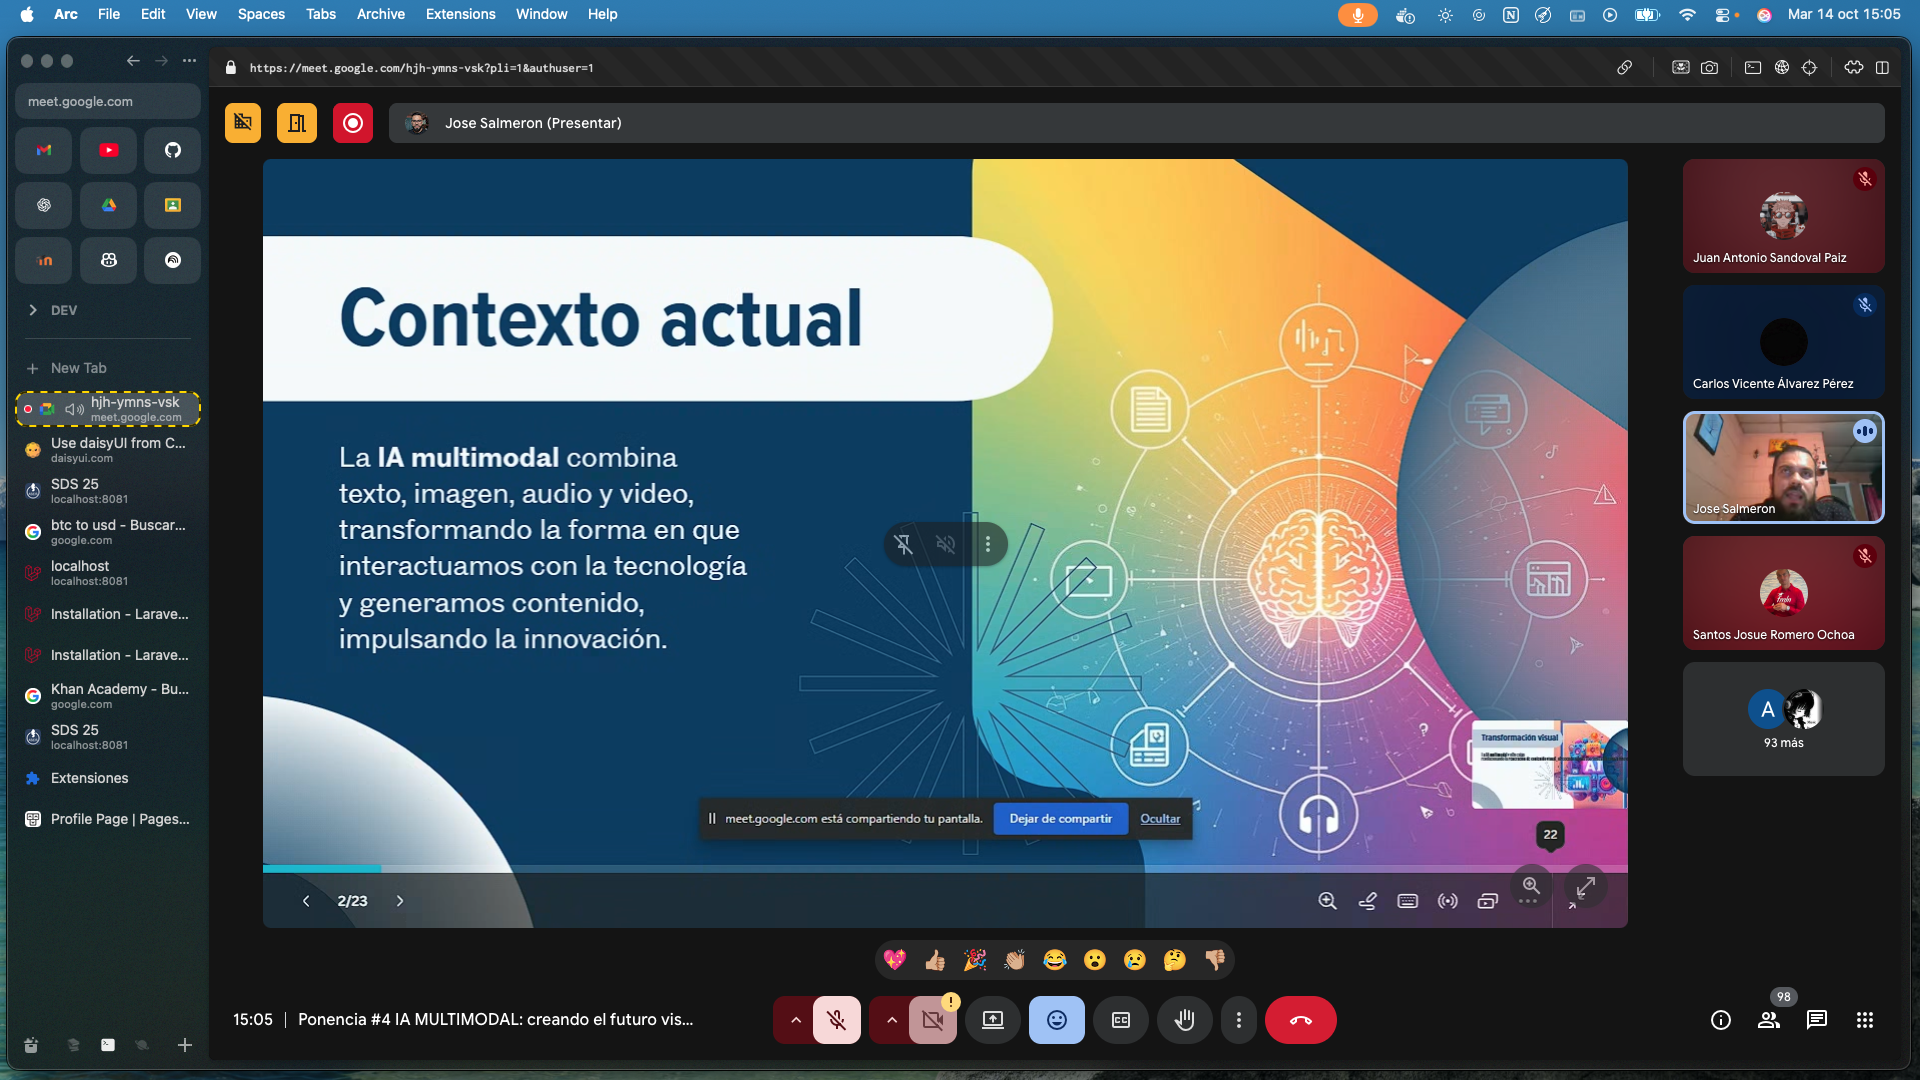 Arc File Edit View Spaces Tabs Archive Extensions Window Help
Mar 14 oct 15:05
https://meet.google.com/hjh-ymns-vsk?pli=1&authuser=1
meet.google.com
DEV
New Tab
hjh-ymns-vsk
meet.google.com
Use daisyUI from C...
daisyui.com
SDS 25
localhost:8081
btc to usd - Buscar...
google.com
localhost
localhost:8081
Installation - Larave...
Installation - Larave...
Khan Academy - Bu...
google.com
SDS 25
localhost:8081
Extensiones
Profile Page | Pages...
Jose Salmeron (Presentar)
Contexto actual
La IA multimodal combina
texto, imagen, audio y video,
transformando la forma en que
interactuamos con la tecnología
y generamos contenido,
impulsando la innovación.
Transformación visual
AI
meet.google.com está compartiendo tu pantalla.
Dejar de compartir
Ocultar
22
2/23
Juan Antonio Sandoval Paiz
Carlos Vicente Álvarez Pérez
Jose Salmeron
Santos Josue Romero Ochoa
A
93 más
15:05 | Ponencia #4 IA MULTIMODAL: creando el futuro vis...
98